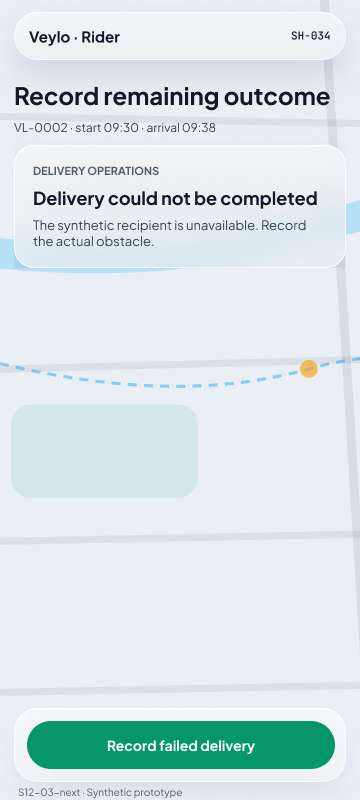 Veylo · Rider
SH-034
Record remaining outcome
VL-0002 · start 09:30 · arrival 09:38
DELIVERY OPERATIONS
Delivery could not be completed
The synthetic recipient is unavailable. Record
the actual obstacle.
Record failed delivery
S12-03-next · Synthetic prototype